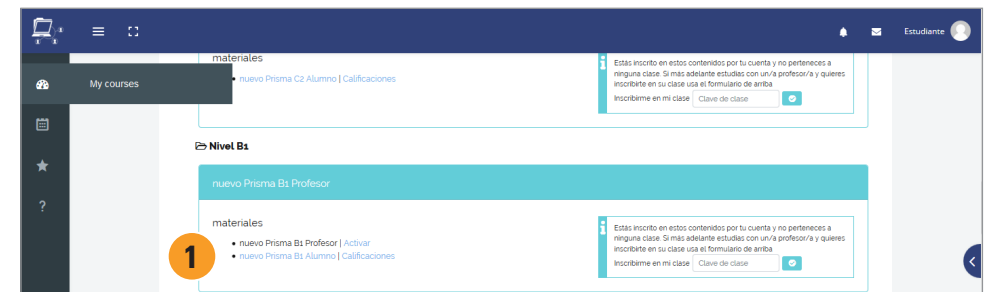 Estudiante
My courses
materiales
nuevo Prisma C2 Alumno | Calificaciones
i
Estás inscrito en estos contenidos por tu cuenta y no perteneces a
ninguna clase. Si más adelante estudias con un/a profesor/a y quieres
inscribirte en su clase usa el formulario de arriba
Inscribirme en mi clase Clave de clase
Nivel B1
nuevo Prisma B1 Profesor
materiales
nuevo Prisma B1 Profesor | Activar
nuevo Prisma B1 Alumno | Calificaciones
i
Estás inscrito en estos contenidos por tu cuenta y no perteneces a
ninguna clase. Si más adelante estudias con un/a profesor/a y quieres
inscribirte en su clase usa el formulario de arriba
Inscribirme en mi clase Clave de clase
1
?